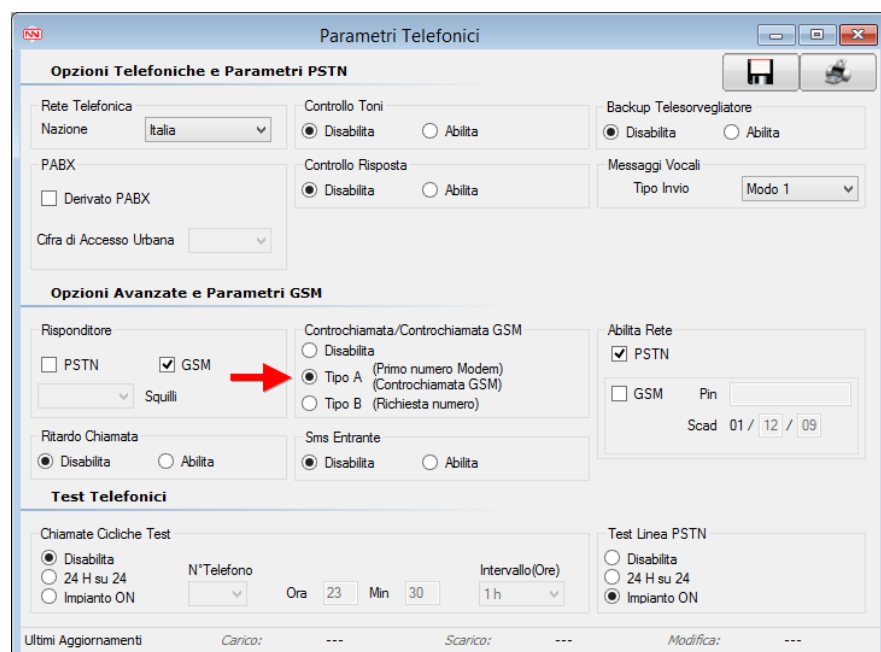 Parametri Telefonici
Opzioni Telefoniche e Parametri PSTN
Rete Telefonica
Nazione Italia
Controllo Toni
Disabilita Abilita
Backup Telesorvegliatore
Disabilita Abilita
PABX
Derivato PABX
Cifra di Accesso Urbana
Controllo Risposta
Disabilita Abilita
Messaggi Vocali
Tipo Invio Modo 1
Opzioni Avanzate e Parametri GSM
Risponditore
PSTN GSM
Squilli
Controchiamata/Controchiamata GSM
Disabilita
Tipo A (Primo numero Modem)
(Controchiamata GSM)
Tipo B (Richiesta numero)
Abilita Rete
PSTN
GSM Pin
Scad 01 / 12 / 09
Ritardo Chiamata
Disabilita Abilita
Sms Entrante
Disabilita Abilita
Test Telefonici
Chiamate Cicliche Test
Disabilita
24 H su 24
Impianto ON
N°Telefono
Ora 23 Min 30
Intervallo(Ore)
1 h
Test Linea PSTN
Disabilita
24 H su 24
Impianto ON
Ultimi Aggiornamenti Carico: --- Scarico: --- Modifica: ---